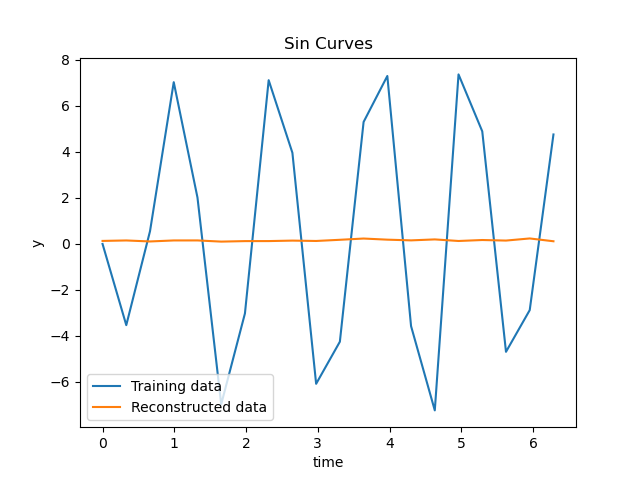 Sin Curves
8
6
4
2
0
−2
−4
−6
y
Training data
Reconstructed data
0 1 2 3 4 5 6
time